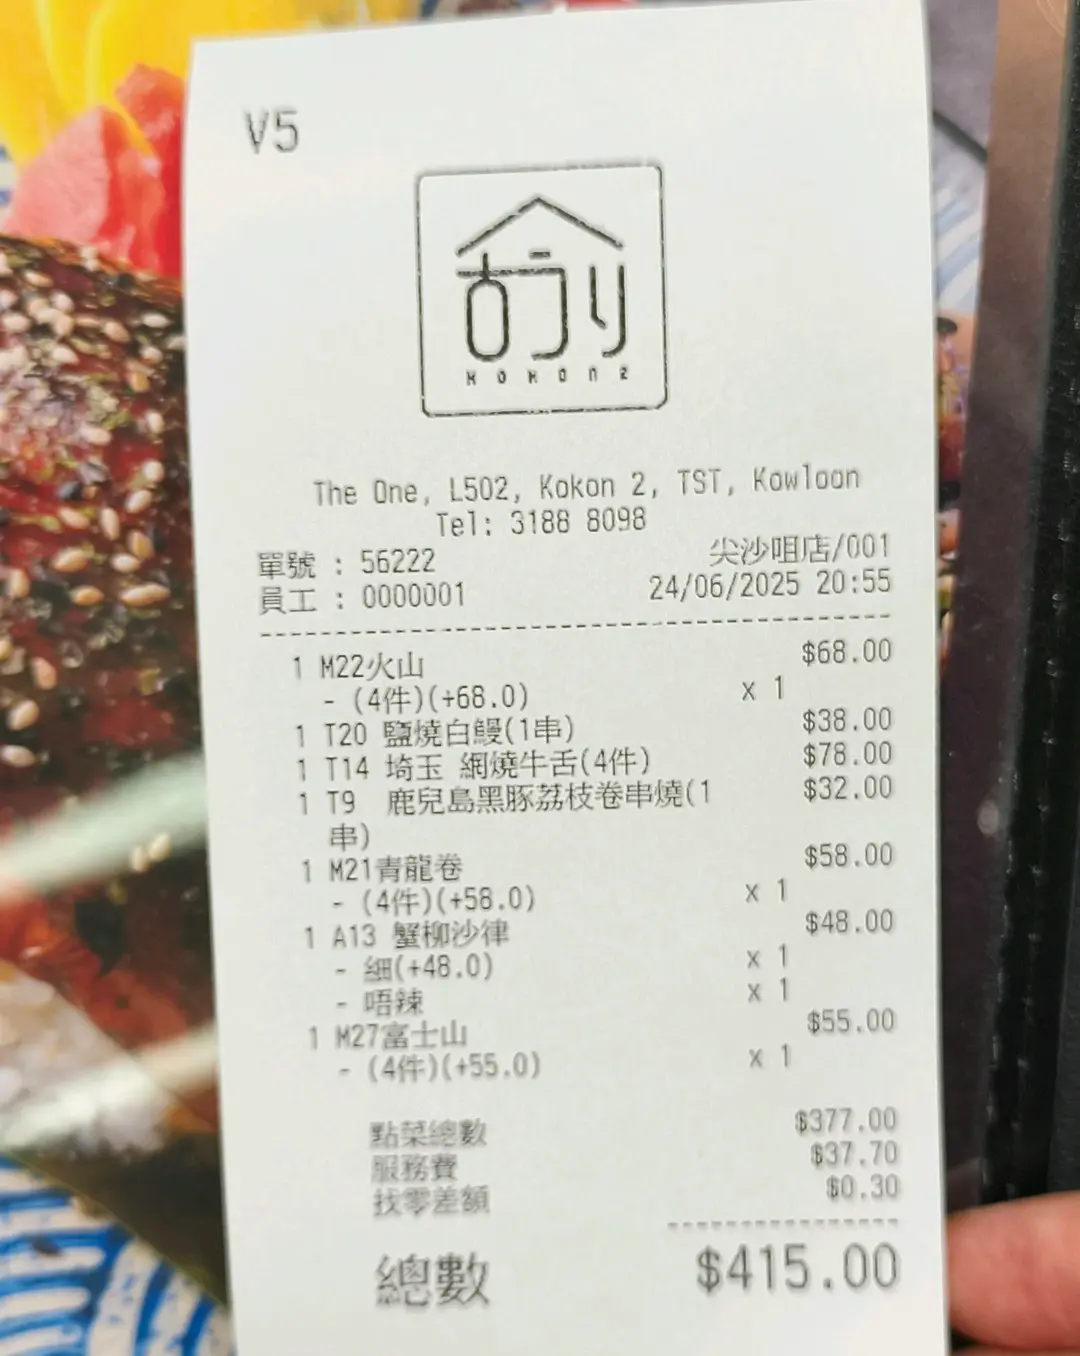 V5
古うり
KOKON2
The One, L502, Kokon 2, TST, Kowloon
Tel: 3188 8098
單號 : 56222 尖沙咀店/001
員工 : 0000001 24/06/2025 20:55
1 M22火山 $68.00
- (4件)(+68.0) x 1
1 T20 鹽燒白鰻(1串) $38.00
1 T14 埼玉 網燒牛舌(4件) $78.00
1 T9 鹿兒島黑豚荔枝卷串燒(1 $32.00
串)
1 M21青龍卷 $58.00
- (4件)(+58.0) x 1
1 A13 蟹柳沙律 $48.00
- 細(+48.0) x 1
- 唔辣 x 1
1 M27富士山 $55.00
- (4件)(+55.0) x 1
點菜總數 $377.00
服務費 $37.70
找零差額 $0.30
總數 $415.00